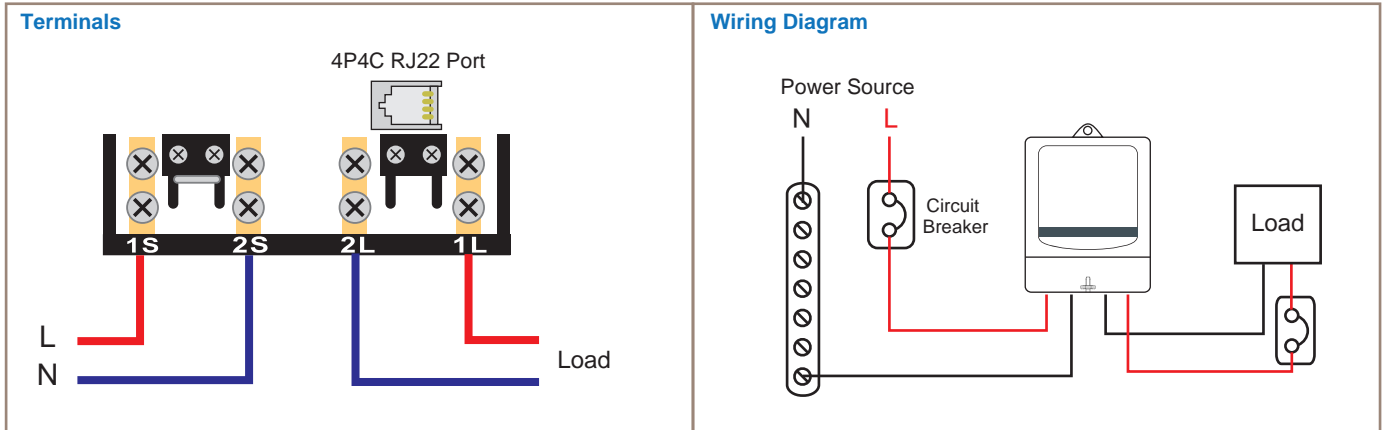 Terminals
4P4C RJ22 Port
1S 2S 2L 1L
L
N
Load
Wiring Diagram
Power Source
N L
Circuit
Breaker
Load